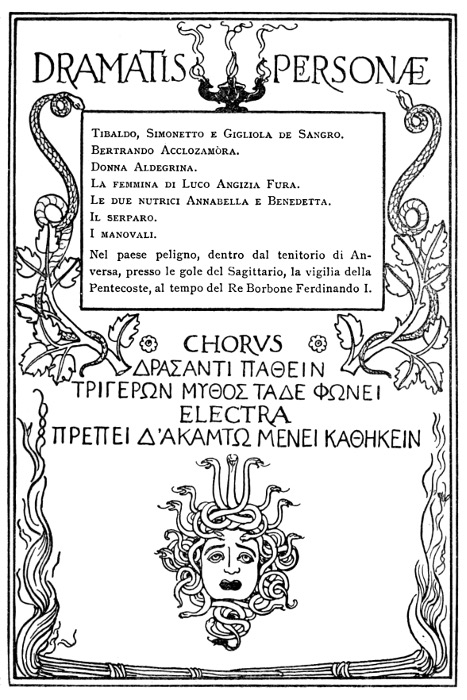 DRAMATIS PERSONÆ
TIBALDO, SIMONETTO E GIGLIOLA DE SANGRO.
BERTRANDO ACCLOZAMÒRA.
DONNA ALDEGRINA.
LA FEMMINA DI LUCO ANGIZIA FURA.
LE DUE NUTRICI ANNABELLA E BENEDETTA.
IL SERPARO.
I MANOVALI.
Nel paese peligno, dentro dal tenitorio di An-
versa, presso le gole del Sagittario, la vigilia della
Pentecoste, al tempo del Re Borbone Ferdinando I.
CHORVS
ΔΡΑΣΑΝΤΙ ΠΑΘΕΙΝ
ΤΡΙΓΕΡΩΝ ΜΥΘΟΣ ΤΑΔΕ ΦΩΝΕΙ
ELECTRA
ΠΡΕΠΕΙ Δ'ΑΚΑΜΤΩ ΜΕΝΕΙ ΚΑΘΗΚΕΙΝ